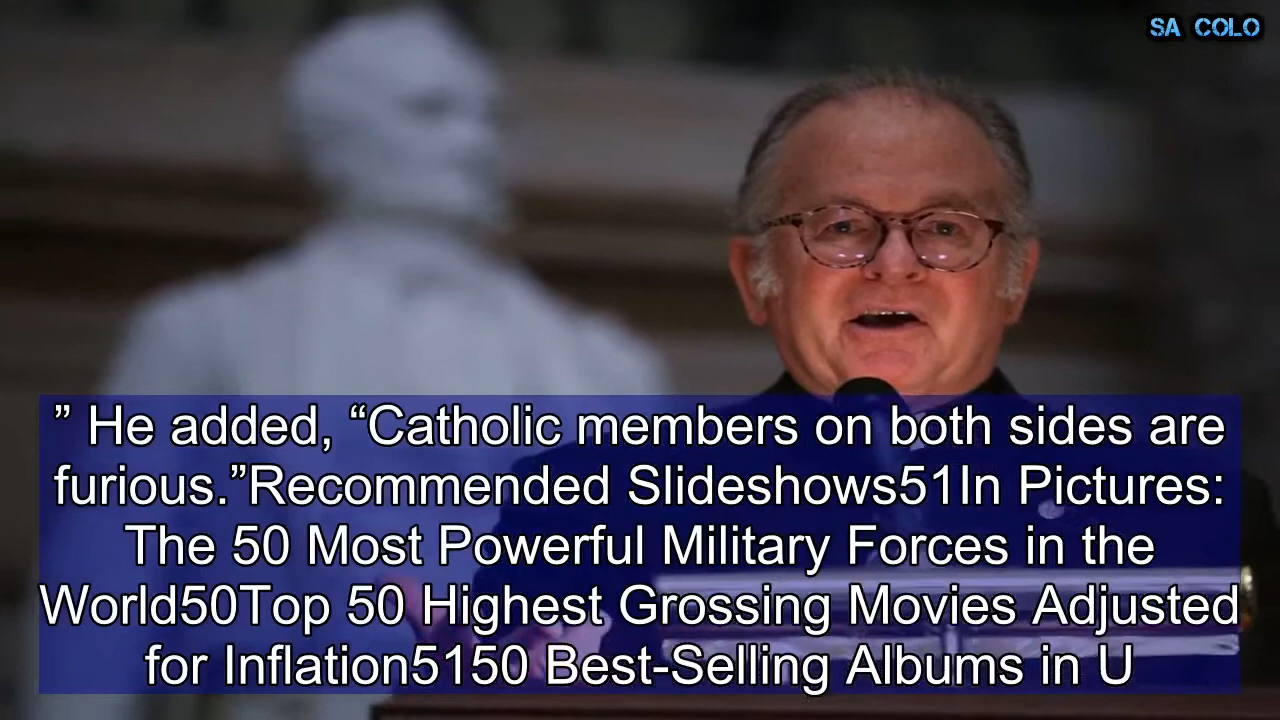 SA COLO
” He added, “Catholic members on both sides are
furious.”Recommended Slideshows51In Pictures:
The 50 Most Powerful Military Forces in the
World50Top 50 Highest Grossing Movies Adjusted
for Inflation5150 Best-Selling Albums in U